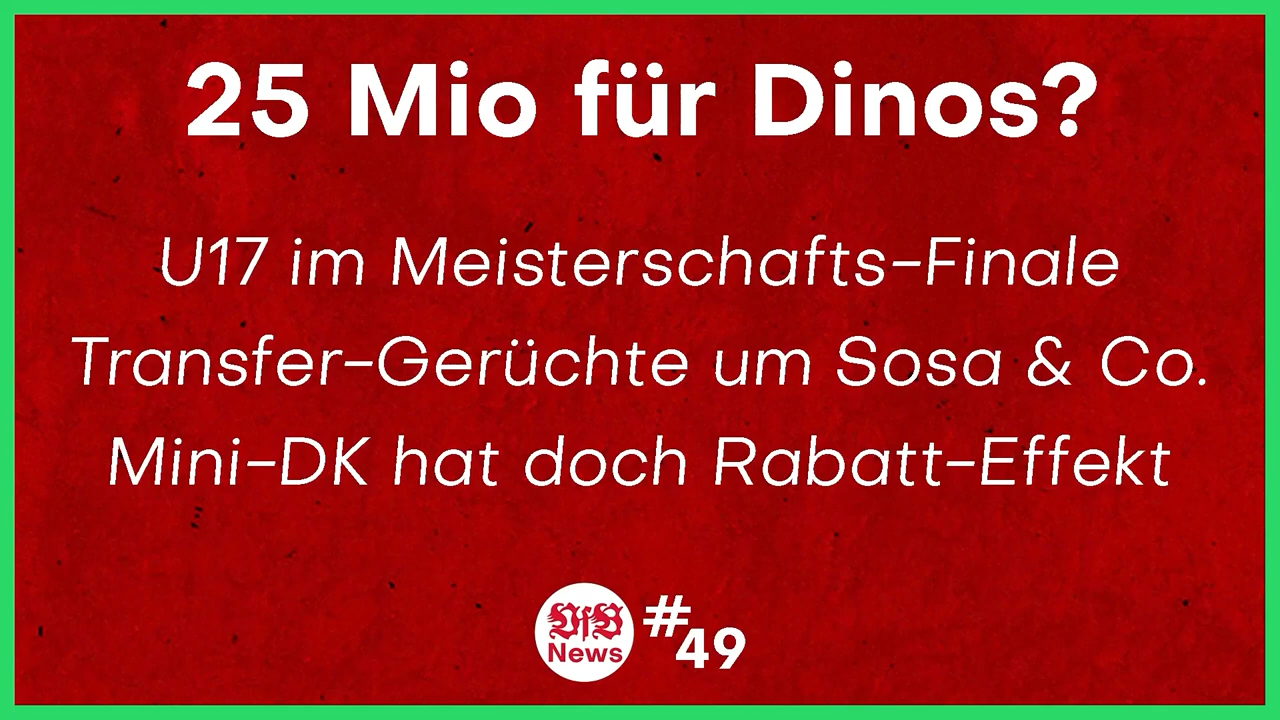 25 Mio für Dinos?
U17 im Meisterschafts-Finale
Transfer-Gerüchte um Sosa & Co.
Mini-DK hat doch Rabatt-Effekt
VfB
News
#49